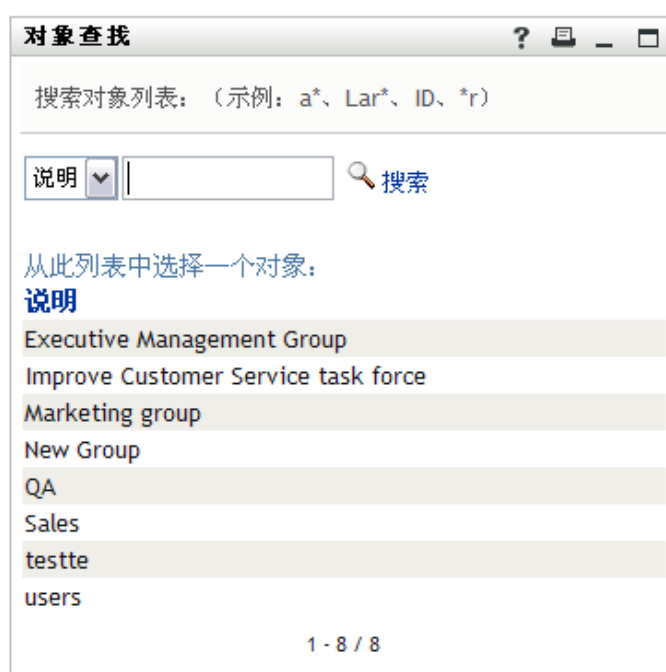 对象查找 ?
搜索对象列表：（示例：a*、Lar*、ID、*r）
说明 搜索
从此列表中选择一个对象：
说明
Executive Management Group
Improve Customer Service task force
Marketing group
New Group
QA
Sales
testte
users
1 - 8 / 8